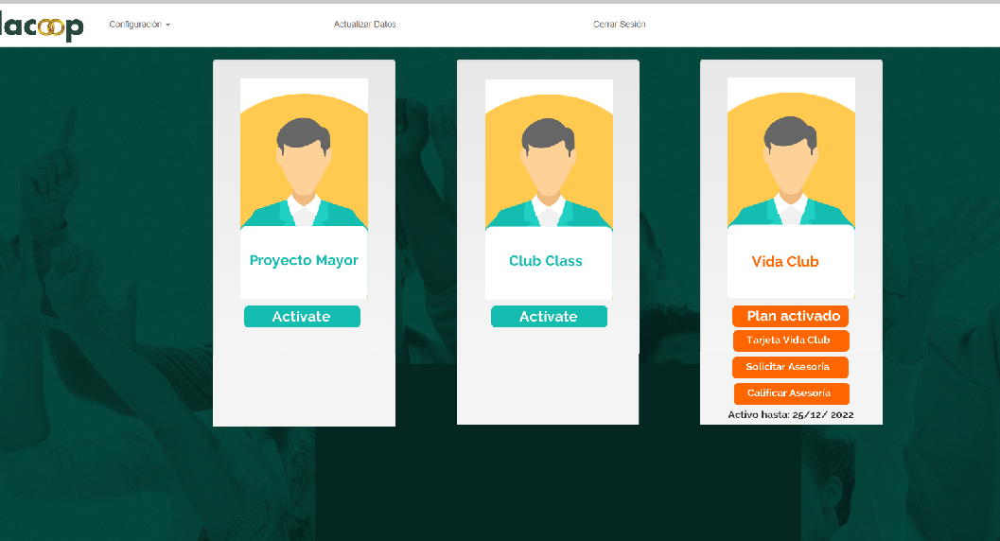 lacoop
Configuración
Actualizar Datos
Cerrar Sesión
Proyecto Mayor
Club Class
Vida Club
Activate
Activate
Plan activado
Tarjeta Vida Club
Solicitar Asesoría
Calificar Asesoría
Activo hasta: 25/12/ 2022